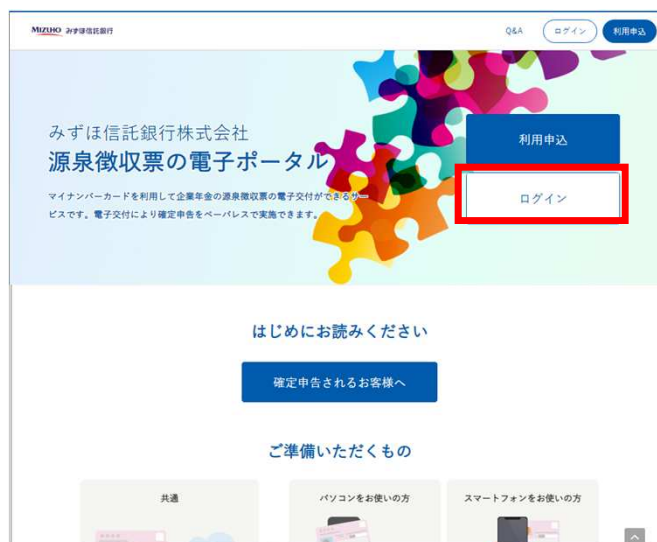 MIZUHO みずほ信託銀行
Q&A
ログイン
利用申込
みずほ信託銀行株式会社
源泉徴収票の電子ポータル
マイナンバーカードを利用して企業年金の源泉徴収票の電子交付ができるサー
ビスです。電子交付により確定申告をペーパレスで実施できます。
利用申込
ログイン
はじめにお読みください
確定申告されるお客様へ
ご準備いただくもの
共通
パソコンをお使いの方
スマートフォンをお使いの方